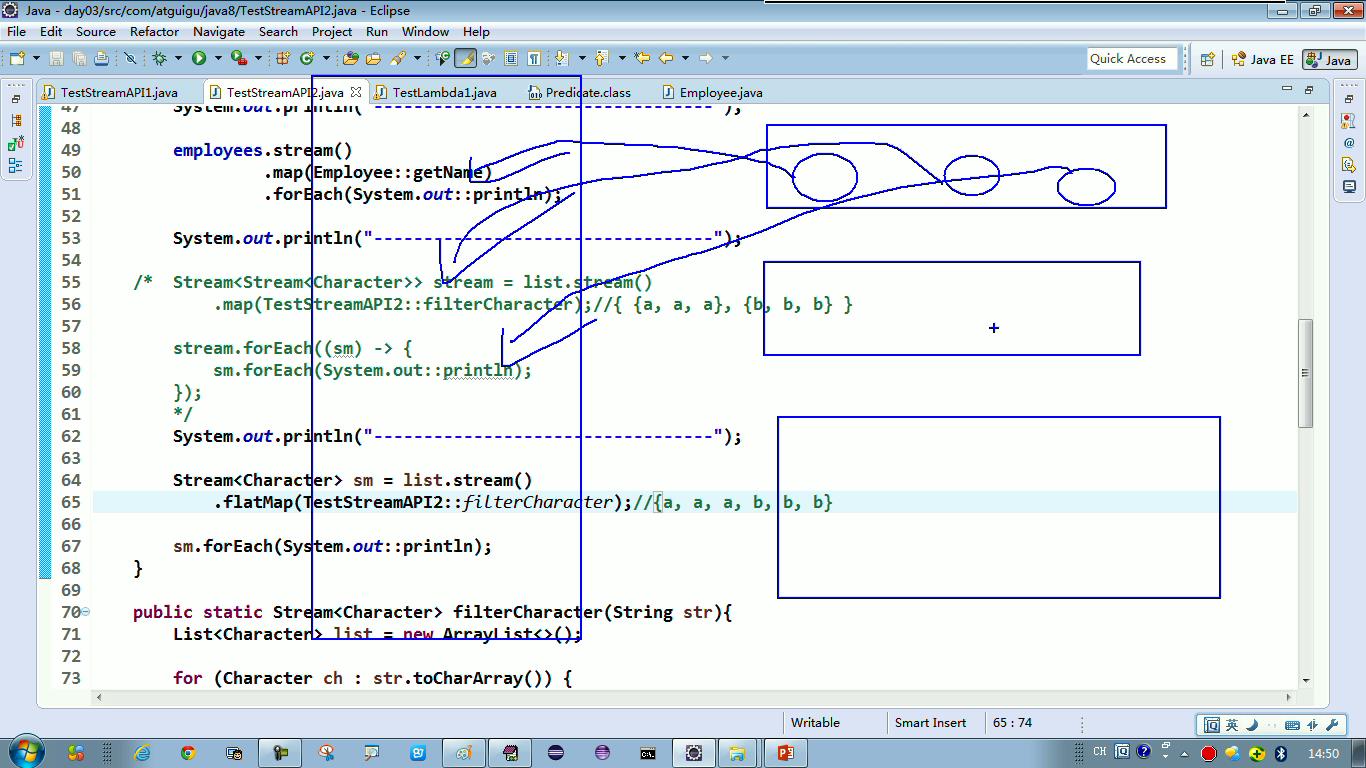 Java - day03/src/com/atguigu/java8/TestStreamAPI2.java - Eclipse
File Edit Source Refactor Navigate Search Project Run Window Help
Quick Access Java EE Java
TestStreamAPI1.java TestStreamAPI2.java TestLambda1.java Predicate.class Employee.java
47 System.out.println("----------------------------------");
48
49 employees.stream()
50 .map(Employee::getName)
51 .forEach(System.out::println);
52
53 System.out.println("----------------------------------");
54
55 /* Stream<Stream<Character>> stream = list.stream()
56 .map(TestStreamAPI2::filterCharacter);//{ {a, a, a}, {b, b, b} }
57
58 stream.forEach((sm) -> {
59 sm.forEach(System.out::println);
60 });
61 */
62 System.out.println("----------------------------------");
63
64 Stream<Character> sm = list.stream()
65 .flatMap(TestStreamAPI2::filterCharacter);//{a, a, a, b, b, b}
66
67 sm.forEach(System.out::println);
68 }
69
70 public static Stream<Character> filterCharacter(String str){
71 List<Character> list = new ArrayList<>();
72
73 for (Character ch : str.toCharArray()) {
Writable Smart Insert 65 : 74
英
CH 14:50